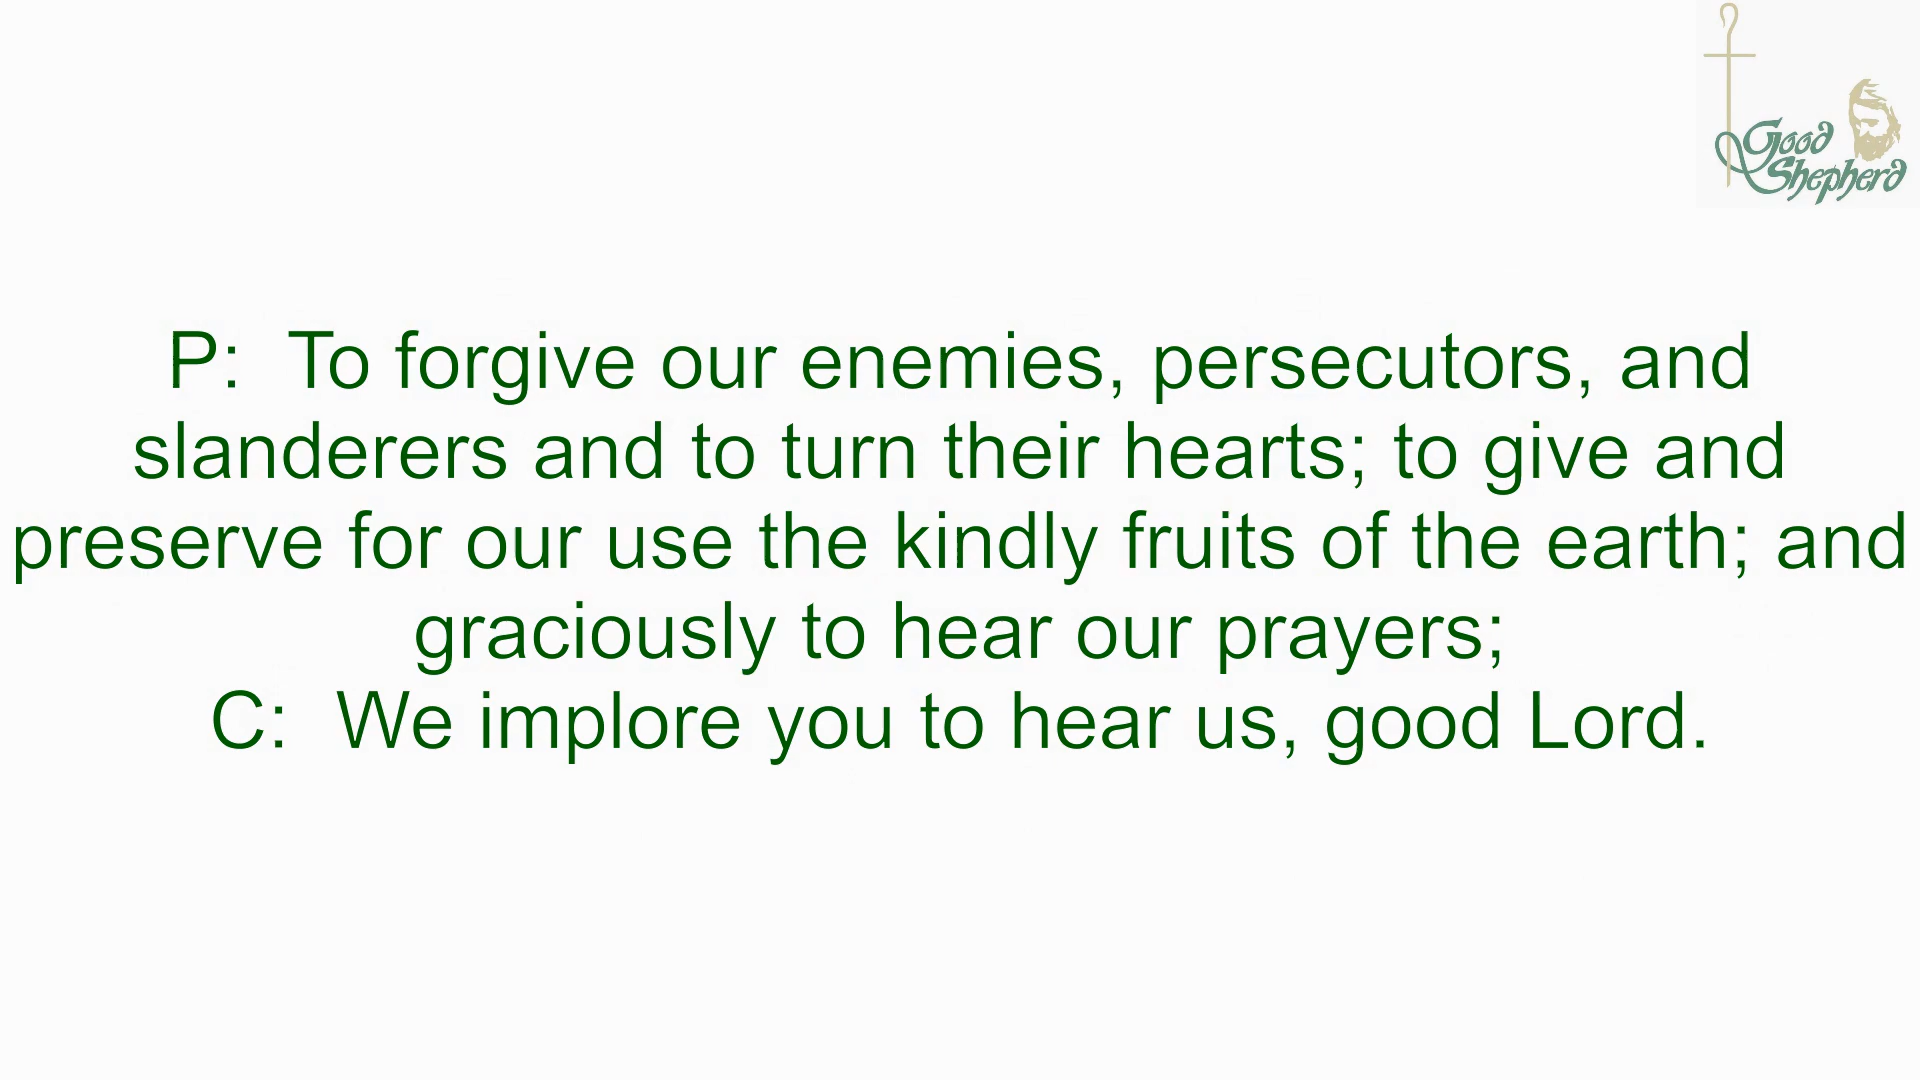 Good
Shepherd
P:  To forgive our enemies, persecutors, and
slanderers and to turn their hearts; to give and
preserve for our use the kindly fruits of the earth; and
graciously to hear our prayers;
C:  We implore you to hear us, good Lord.